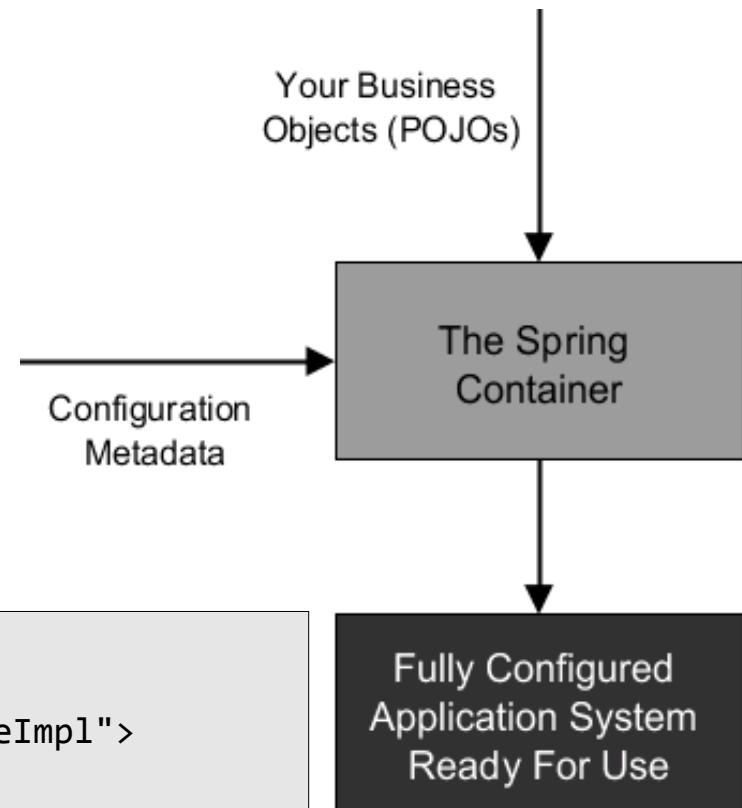 Your Business
Objects (POJOs)
The Spring
Container
Configuration
Metadata
Fully Configured
Application System
Ready For Use
eImpl">